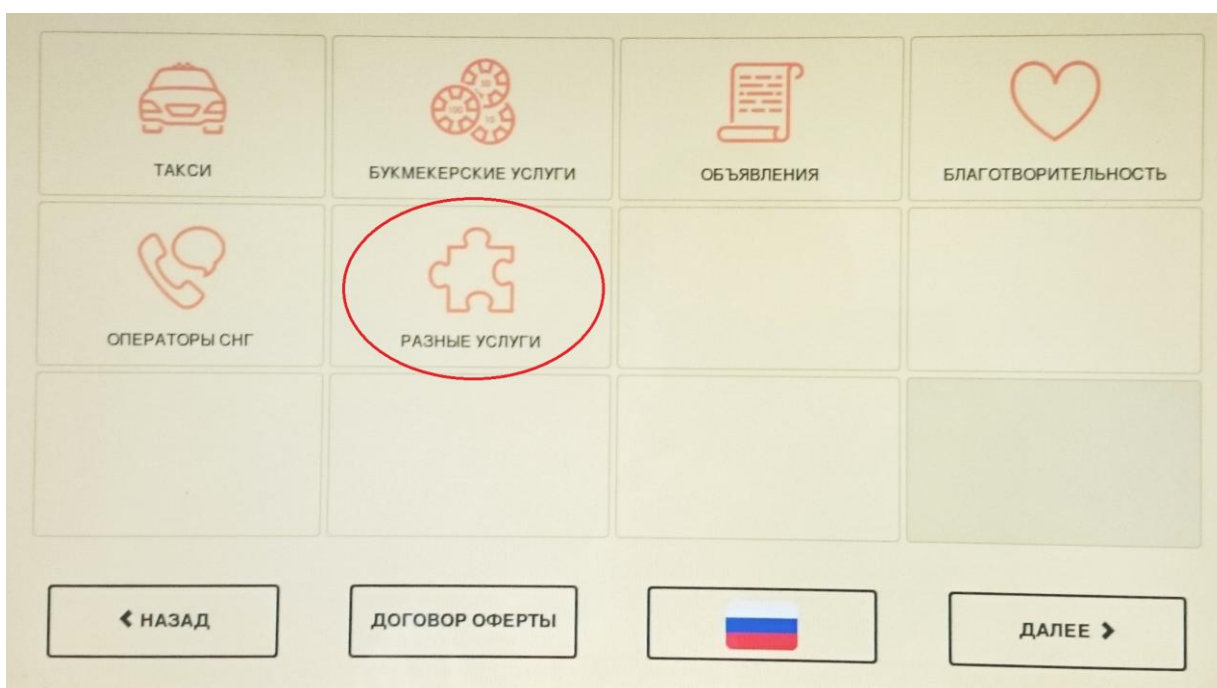 ТАКСИ
БУКМЕКЕРСКИЕ УСЛУГИ
ОБЪЯВЛЕНИЯ
БЛАГОТВОРИТЕЛЬНОСТЬ
ОПЕРАТОРЫ СНГ
РАЗНЫЕ УСЛУГИ
НАЗАД
ДОГОВОР ОФЕРТЫ
ДАЛЕЕ